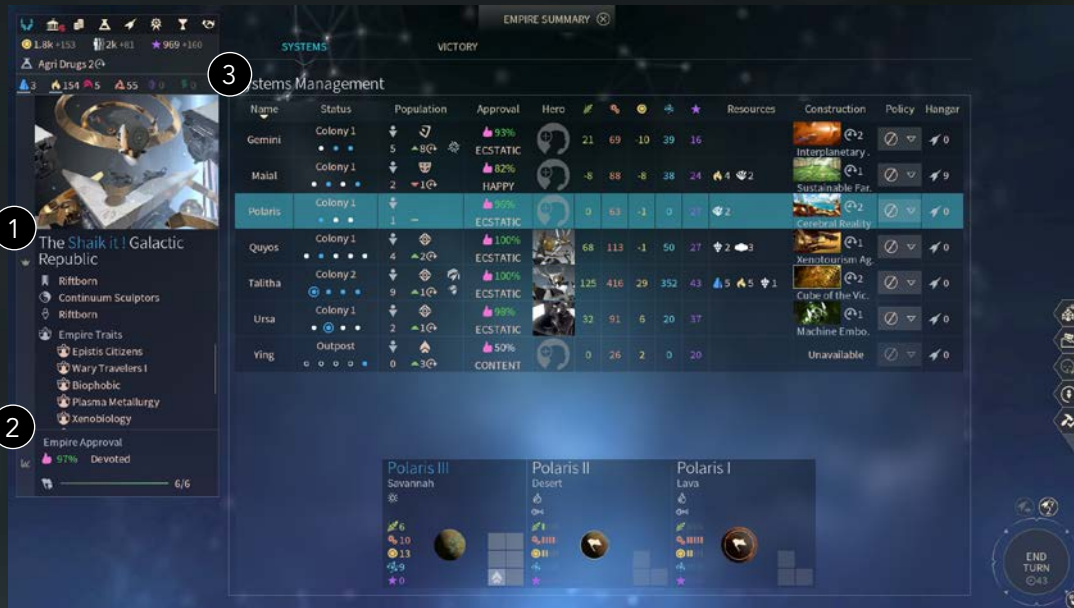 EMPIRE SUMMARY
1.8k +153 2k +81 969 +160
Agri Drugs 2
3 154 5 55 0 0
SYSTEMS VICTORY
3
Systems Management
Name Status Population Approval Hero Resources Construction Policy Hangar
Gemini Colony 1 5 8 93% ECSTATIC 21 69 -10 39 16 2 Interplanetary . 0
Maial Colony 1 2 1 82% HAPPY -8 88 -8 38 24 4 2 1 Sustainable Far. 9
Polaris Colony 1 1 – ECSTATIC 0 63 -1 0 27 2 2 Cerebral Reality 0
Quyos Colony 1 4 2 100% ECSTATIC 68 113 -1 50 27 2 3 1 Xenotourism Ag. 0
Talitha Colony 2 9 1 100% ECSTATIC 125 416 29 352 43 5 5 1 2 Cube of the Vic. 0
Ursa Colony 1 2 1 98% ECSTATIC 32 91 6 20 37 1 Machine Embo. 0
Ying Outpost 0 3 50% CONTENT 0 26 2 0 20 Unavailable 0
1
The Shaik it ! Galactic
Republic
Riftborn
Continuum Sculptors
Riftborn
Empire Traits
Epistis Citizens
Wary Travelers I
Biophobic
Plasma Metallurgy
Xenobiology
2
Empire Approval
97% Devoted
6/6
Polaris III
Savannah
6
10
13
9
0
Polaris II
Desert
Polaris I
Lava
END
TURN
43